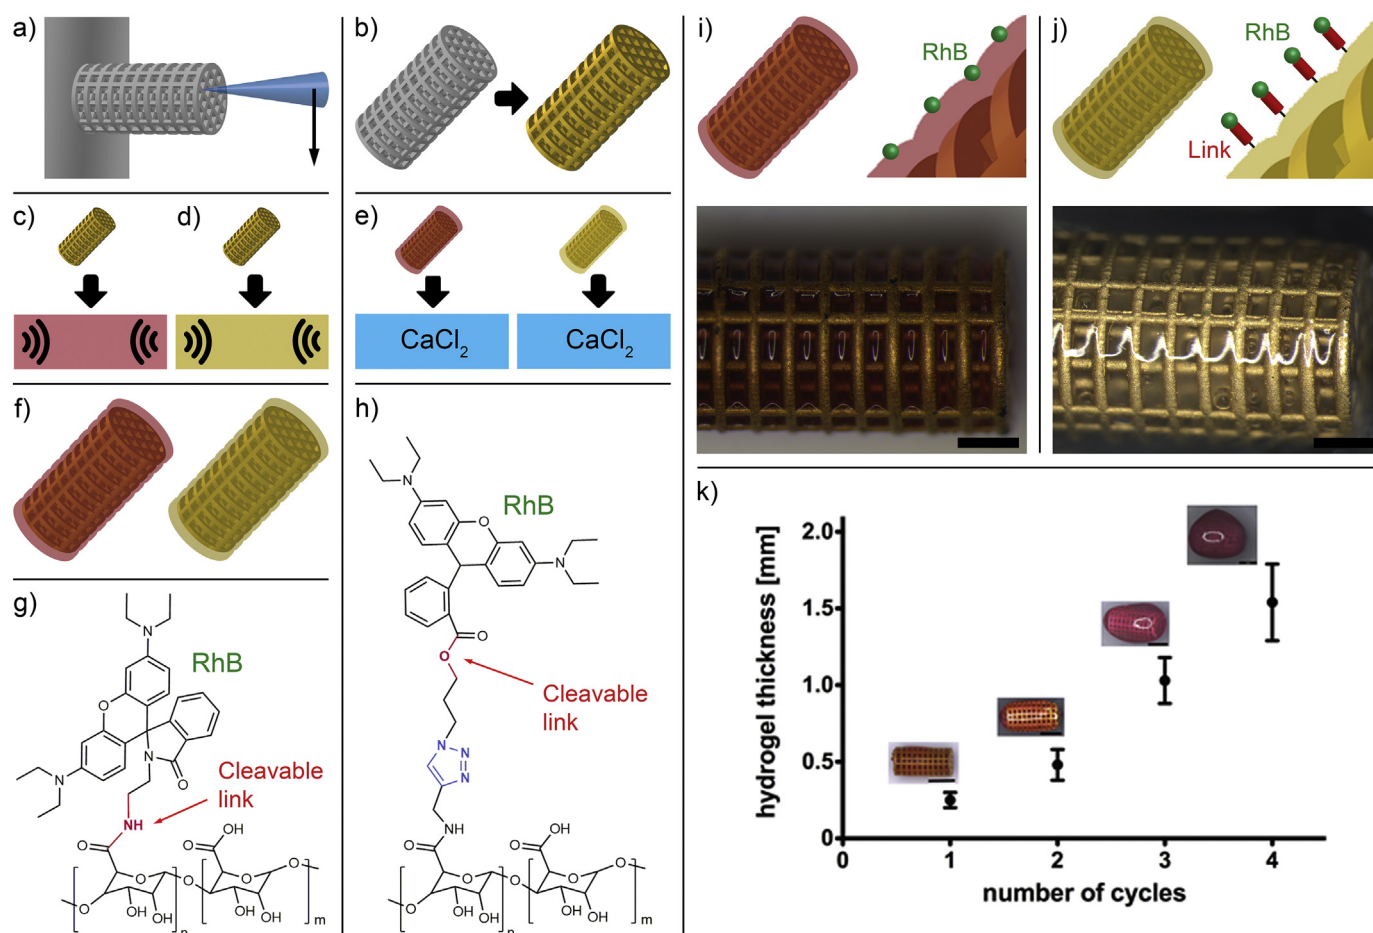 a)
b)
c)
d)
e)
CaCl2
CaCl2
f)
g)
RhB
Cleavable
link
N
O
N
N
O
NH
O
OH
O
O
O
O
O
O
OH
OH
OH
OH
n
m
h)
RhB
N
O
N
O
O
Cleavable
link
N
N
N
NH
O
OH
O
O
O
O
O
O
OH
OH
OH
OH
n
m
i)
RhB
j)
RhB
Link
k)
hydrogel thickness [mm]
2.0
1.5
1.0
0.5
0
0
1
2
3
4
number of cycles